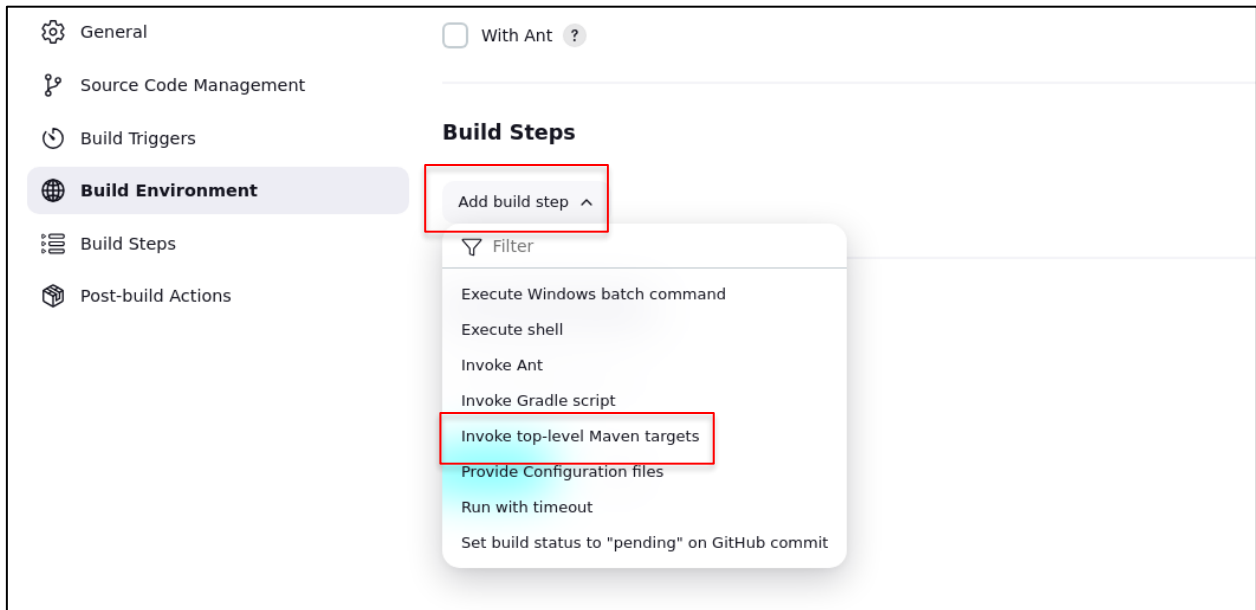 General
Source Code Management
Build Triggers
Build Environment
Build Steps
Post-build Actions
With Ant ?
Build Steps
Add build step
Filter
Execute Windows batch command
Execute shell
Invoke Ant
Invoke Gradle script
Invoke top-level Maven targets
Provide Configuration files
Run with timeout
Set build status to "pending" on GitHub commit